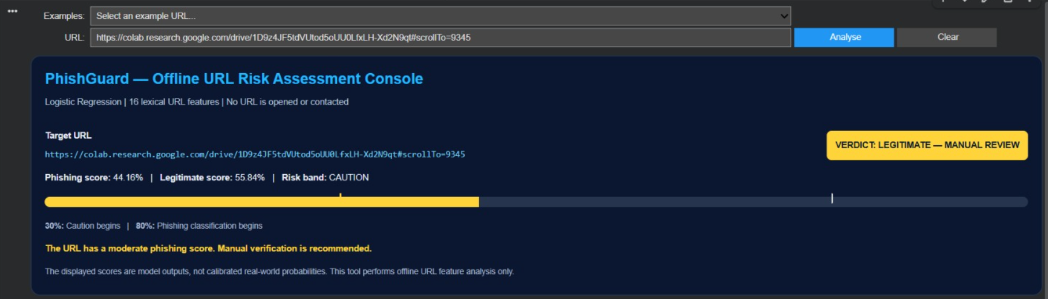 Examples: Select an example URL...
URL: https://colab.research.google.com/drive/1D9z4JF5tdVUtod5oUU0LfxLH-Xd2N9qt#scrollTo=9345 Analyse Clear
PhishGuard — Offline URL Risk Assessment Console
Logistic Regression | 16 lexical URL features | No URL is opened or contacted
Target URL
https://colab.research.google.com/drive/1D9z4JF5tdVUtod5oUU0LfxLH-Xd2N9qt#scrollTo=9345
VERDICT: LEGITIMATE — MANUAL REVIEW
Phishing score: 44.16% | Legitimate score: 55.84% | Risk band: CAUTION
30%: Caution begins | 80%: Phishing classification begins
The URL has a moderate phishing score. Manual verification is recommended.
The displayed scores are model outputs, not calibrated real-world probabilities. This tool performs offline URL feature analysis only.